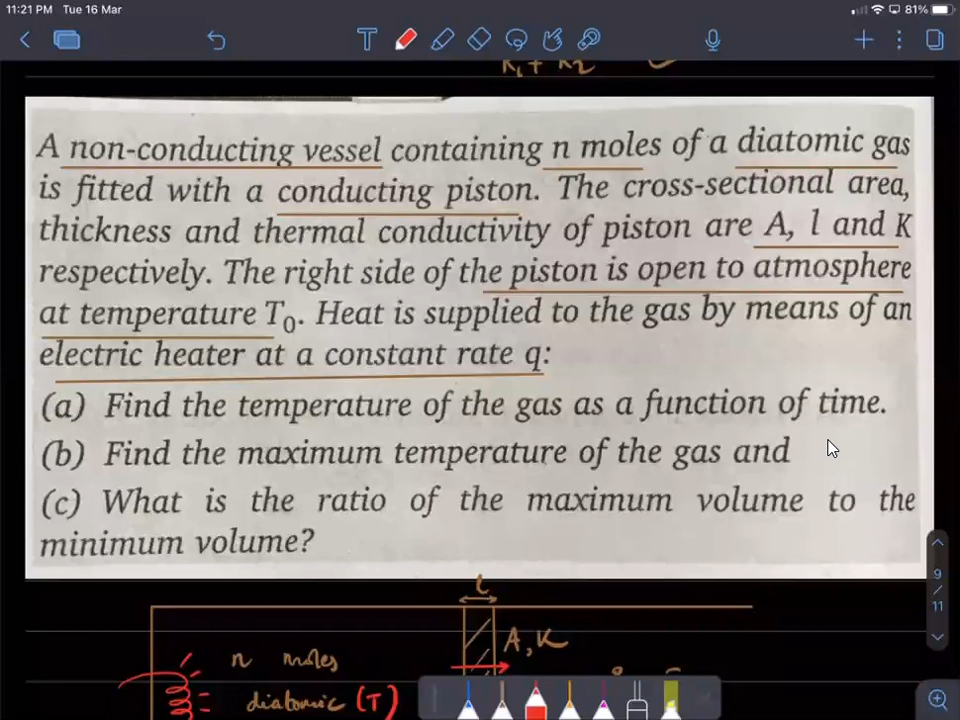 11:21 PM Tue 16 Mar
81%
K₁ + K₂
A non-conducting vessel containing n moles of a diatomic gas
is fitted with a conducting piston. The cross-sectional area,
thickness and thermal conductivity of piston are A, l and K
respectively. The right side of the piston is open to atmosphere
at temperature T₀. Heat is supplied to the gas by means of an
electric heater at a constant rate q:
(a) Find the temperature of the gas as a function of time.
(b) Find the maximum temperature of the gas and
(c) What is the ratio of the maximum volume to the
minimum volume?
9
/
11
l
A, K
n moles
diatomic (T)